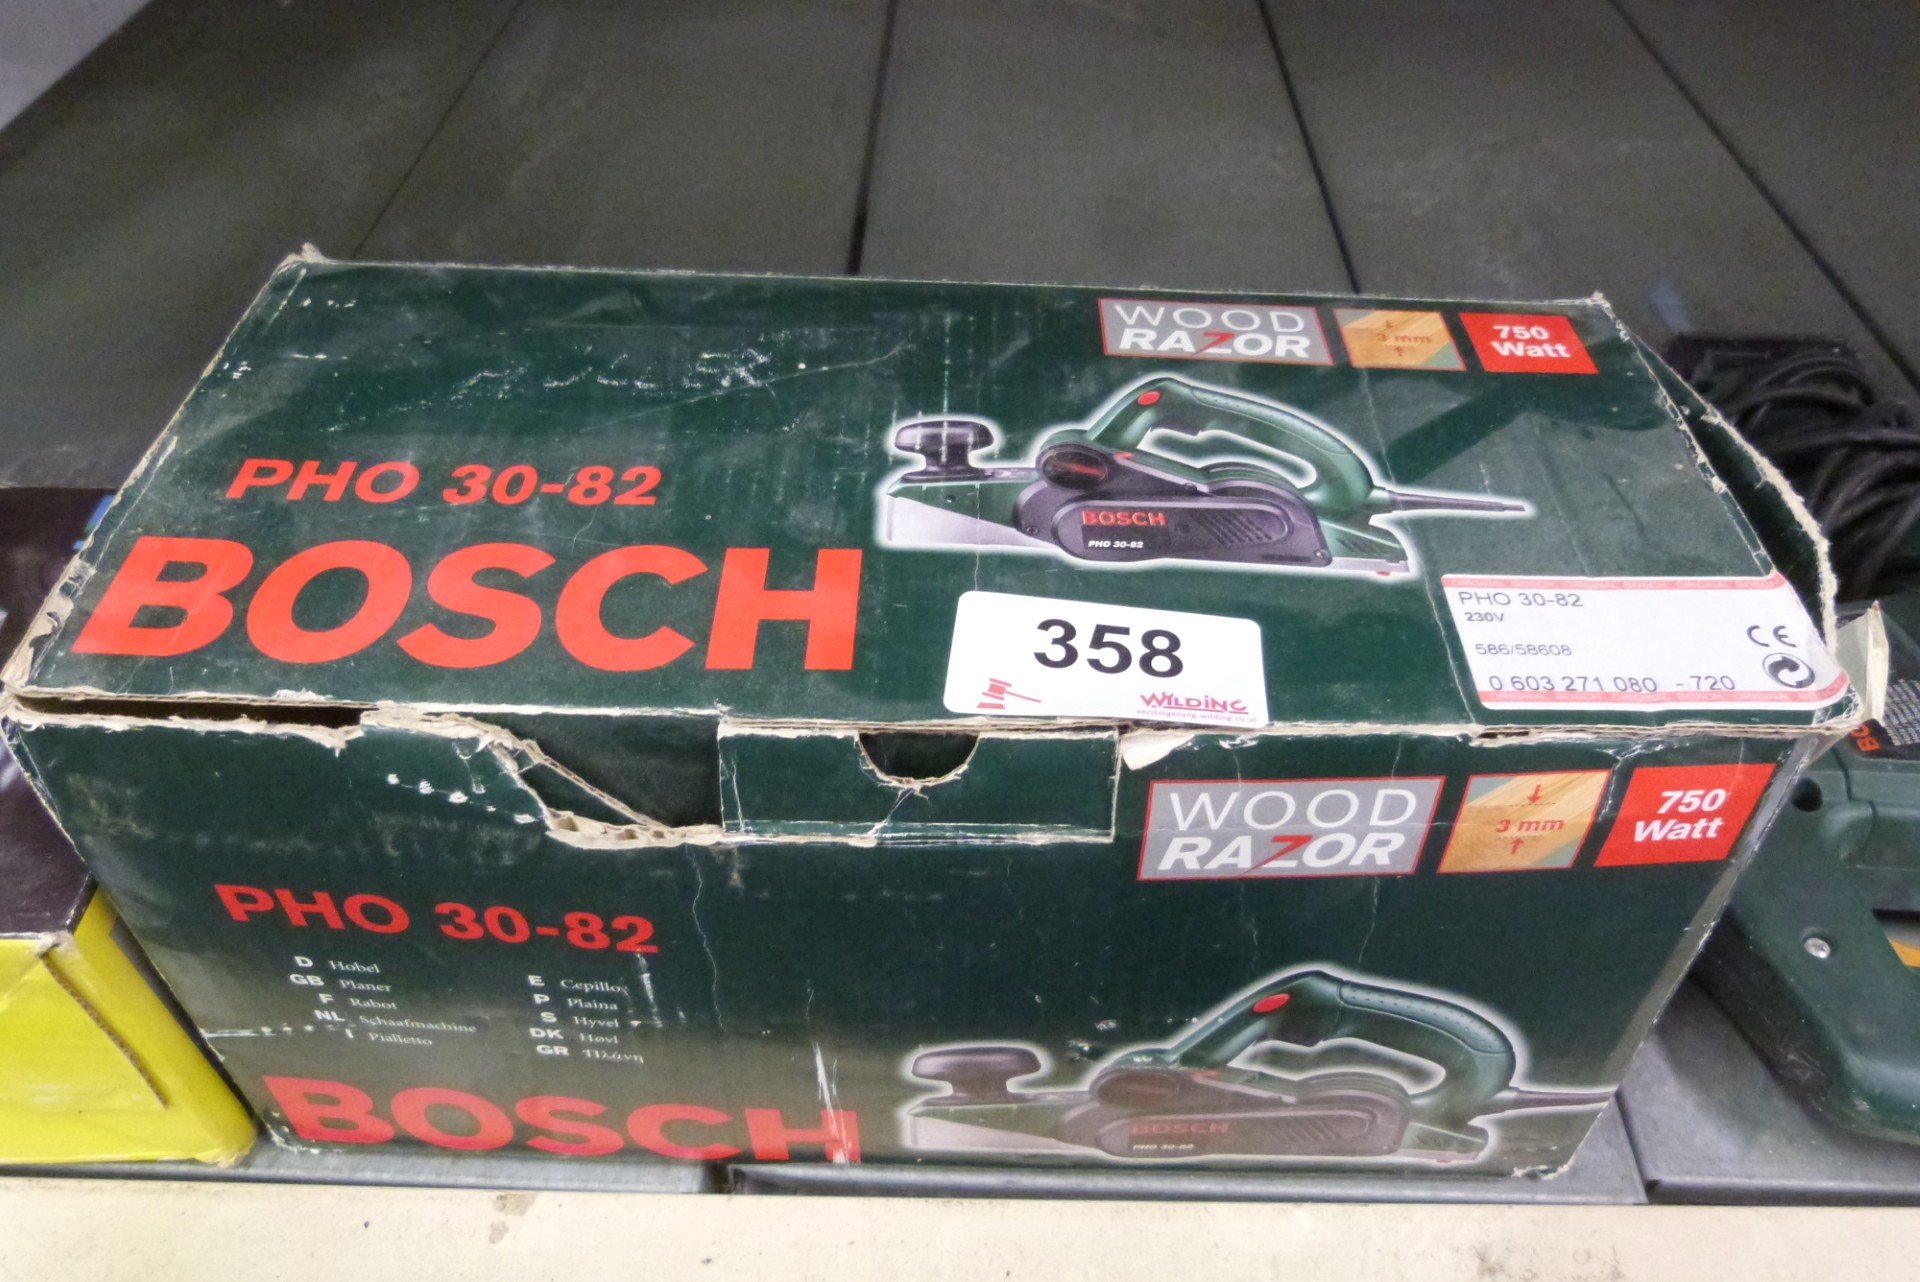 WOOD
RAZOR
3 mm
750
Watt
PHO 30-82
BOSCH
BOSCH
PHO 30-82
358
WILDING
PHO 30-82
230V
586/58608
CE
0 603 271 080 - 720
WOOD
RAZOR
3 mm
750
Watt
PHO 30-82
D Hobel
GB Planer
F Rabot
NL Schaafmachine
I Pialletto
E Cepillo
P Plaina
S Hyvel
DK Høvl
GR Πλάνη
BOSCH
BOSCH
PHO 30-82